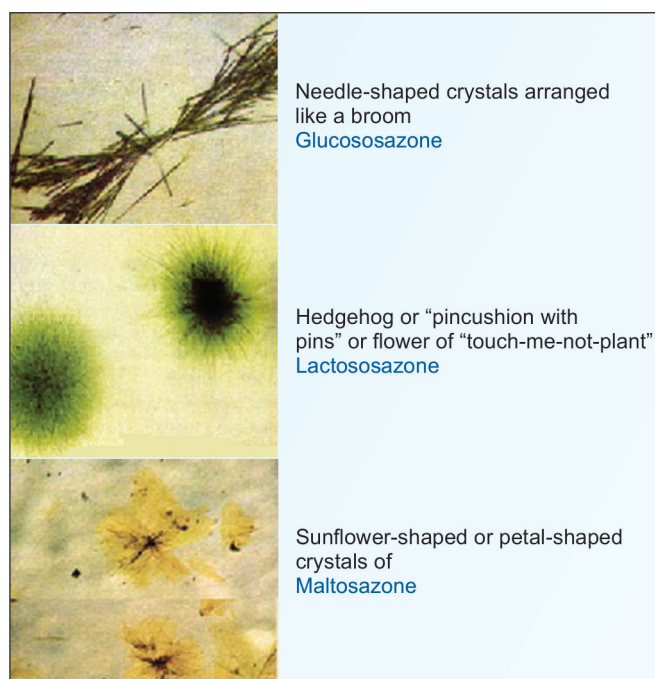 Needle-shaped crystals arranged
like a broom
Glucososazone
Hedgehog or “pincushion with
pins” or flower of “touch-me-not-plant”
Lactososazone
Sunflower-shaped or petal-shaped
crystals of
Maltosazone